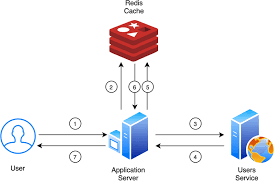 Redis
Cache
2
6
5
1
3
7
4
User
Application
Server
Users
Service